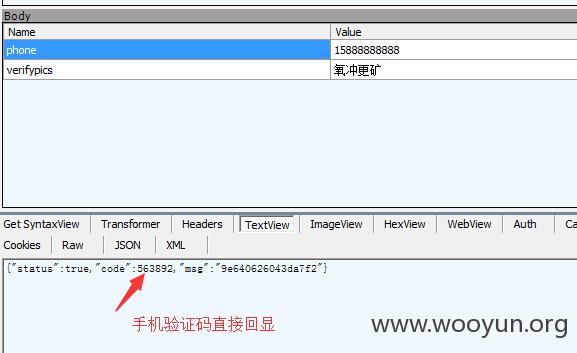 Body
Name Value
phone 15888888888
verifypics 氧冲更矿
Get SyntaxView Transformer Headers TextView ImageView HexView WebView Auth Ca
Cookies Raw JSON XML
{"status":true,"code":563892,"msg":"9e640626043da7f2"}
手机验证码直接回显
www.wooyun.org